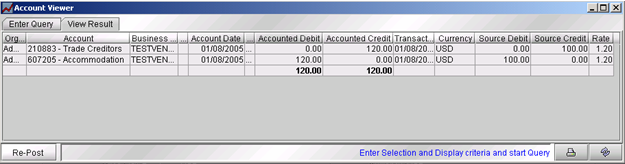 Account Viewer
Enter Query View Result
Org... Account Business ... ... Account Date ... Accounted Debit Accounted Credit Transact... Currency Source Debit Source Credit Rate
Ad... 210883 - Trade Creditors TESTVEN... 01/08/2005 0.00 120.00 01/08/20... USD 0.00 100.00 1.20
Ad... 607205 - Accommodation TESTVEN... 01/08/2005 120.00 0.00 01/08/20... USD 100.00 0.00 1.20
120.00 120.00
Re-Post Enter Selection and Display criteria and start Query